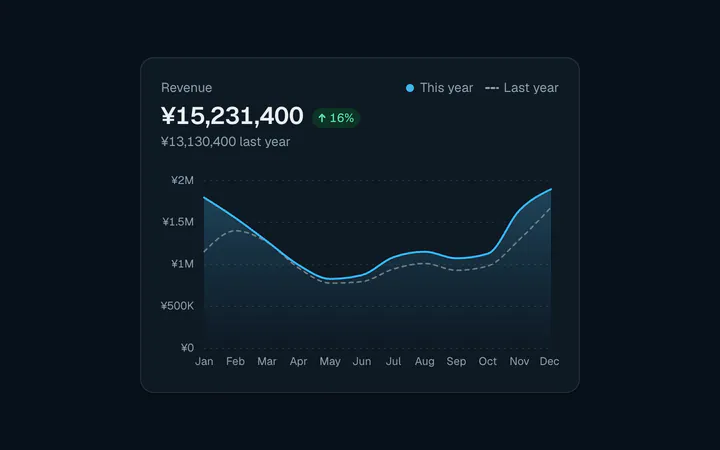 Revenue
This year
Last year
¥15,231,400
↑ 16%
¥13,130,400 last year
¥2M
¥1.5M
¥1M
¥500K
¥0
Jan Feb Mar Apr May Jun Jul Aug Sep Oct Nov Dec